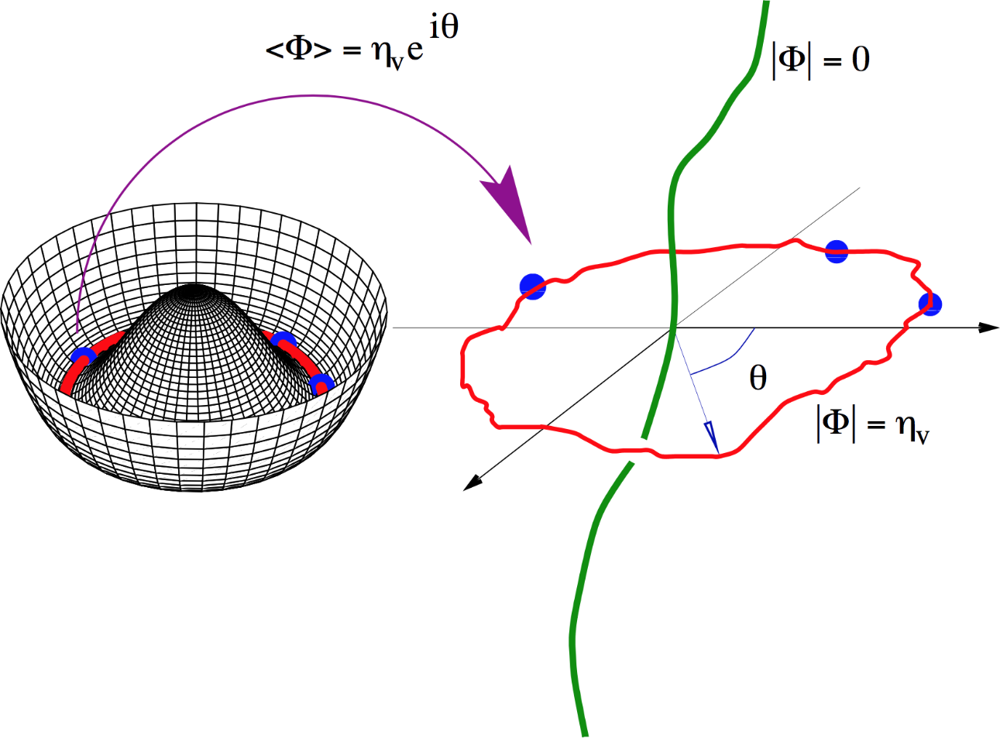 <Φ> = η_v e^{iθ}
|Φ| = 0
θ
|Φ| = η_v